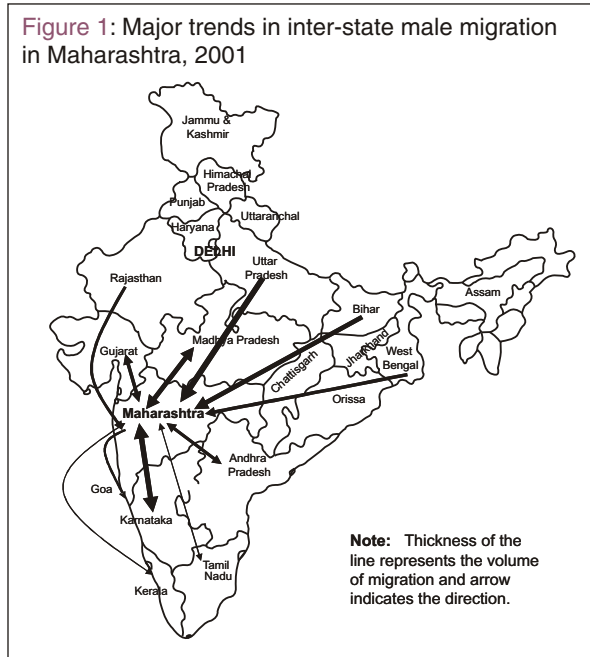 Figure 1: Major trends in inter-state male migration
in Maharashtra, 2001
Jammu &
Kashmir
Himachal
Pradesh
Punjab
Uttaranchal
Haryana
DELHI
Rajasthan
Uttar
Pradesh
Assam
Bihar
Gujarat
Madhya Pradesh
Jharkhand
West
Bengal
Chattisgarh
Orissa
Maharashtra
Andhra
Pradesh
Goa
Karnataka
Note: Thickness of the
line represents the volume
of migration and arrow
indicates the direction.
Tamil
Nadu
Kerala